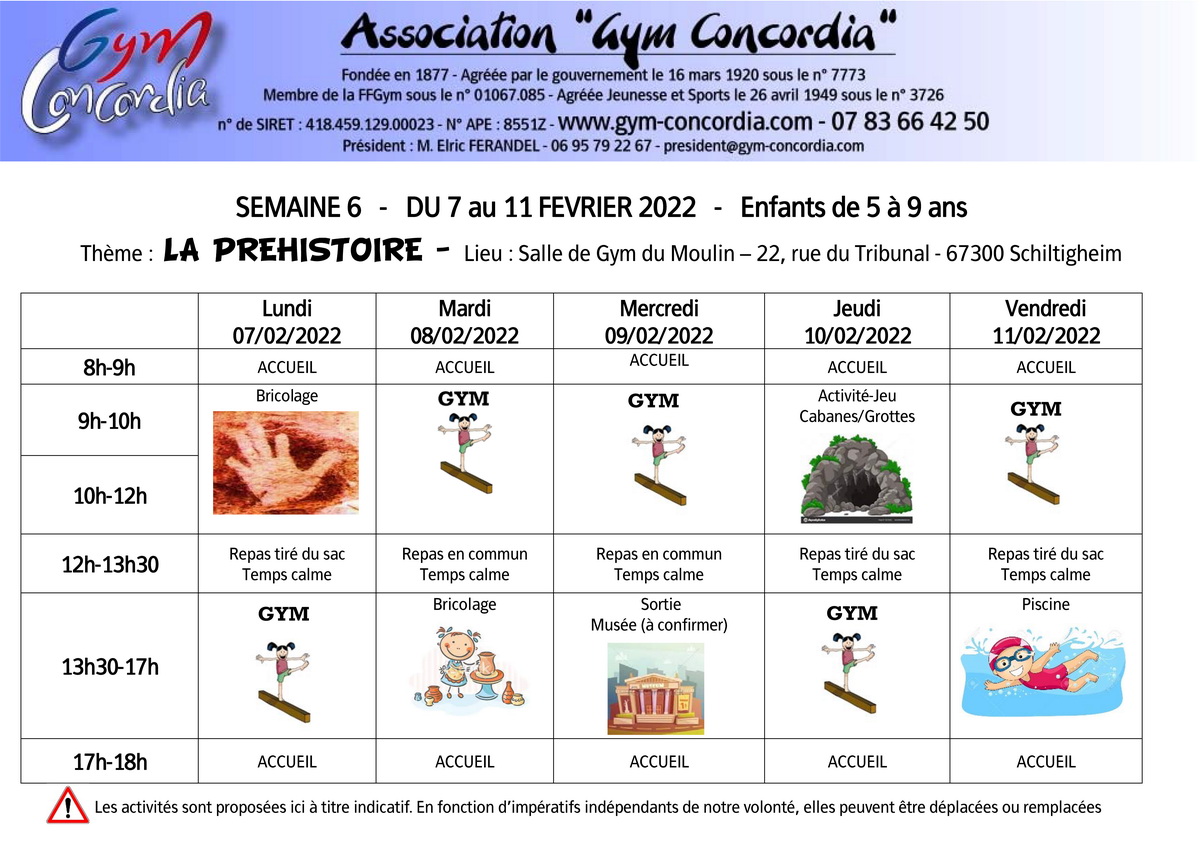 Gym
Concordia
Association "Gym Concordia"
Fondée en 1877 - Agréée par le gouvernement le 16 mars 1920 sous le n° 7773
Membre de la FFGym sous le n° 01067.085 - Agréée Jeunesse et Sports le 26 avril 1949 sous le n° 3726
n° de SIRET : 418.459.129.00023 - N° APE : 8551Z - www.gym-concordia.com - 07 83 66 42 50
Président : M. Elric FERANDEL - 06 95 79 22 67 - president@gym-concordia.com
SEMAINE 6 - DU 7 au 11 FEVRIER 2022 - Enfants de 5 à 9 ans
Thème : LA PREHISTOIRE - Lieu : Salle de Gym du Moulin – 22, rue du Tribunal - 67300 Schiltigheim
Lundi Mardi Mercredi Jeudi Vendredi
07/02/2022 08/02/2022 09/02/2022 10/02/2022 11/02/2022
8h-9h ACCUEIL ACCUEIL ACCUEIL ACCUEIL ACCUEIL
9h-10h Bricolage GYM GYM Activité-Jeu GYM
Cabanes/Grottes
10h-12h
12h-13h30 Repas tiré du sac Repas en commun Repas en commun Repas tiré du sac Repas tiré du sac
Temps calme Temps calme Temps calme Temps calme Temps calme
13h30-17h GYM Bricolage Sortie GYM Piscine
Musée (à confirmer)
17h-18h ACCUEIL ACCUEIL ACCUEIL ACCUEIL ACCUEIL
Les activités sont proposées ici à titre indicatif. En fonction d'impératifs indépendants de notre volonté, elles peuvent être déplacées ou remplacées